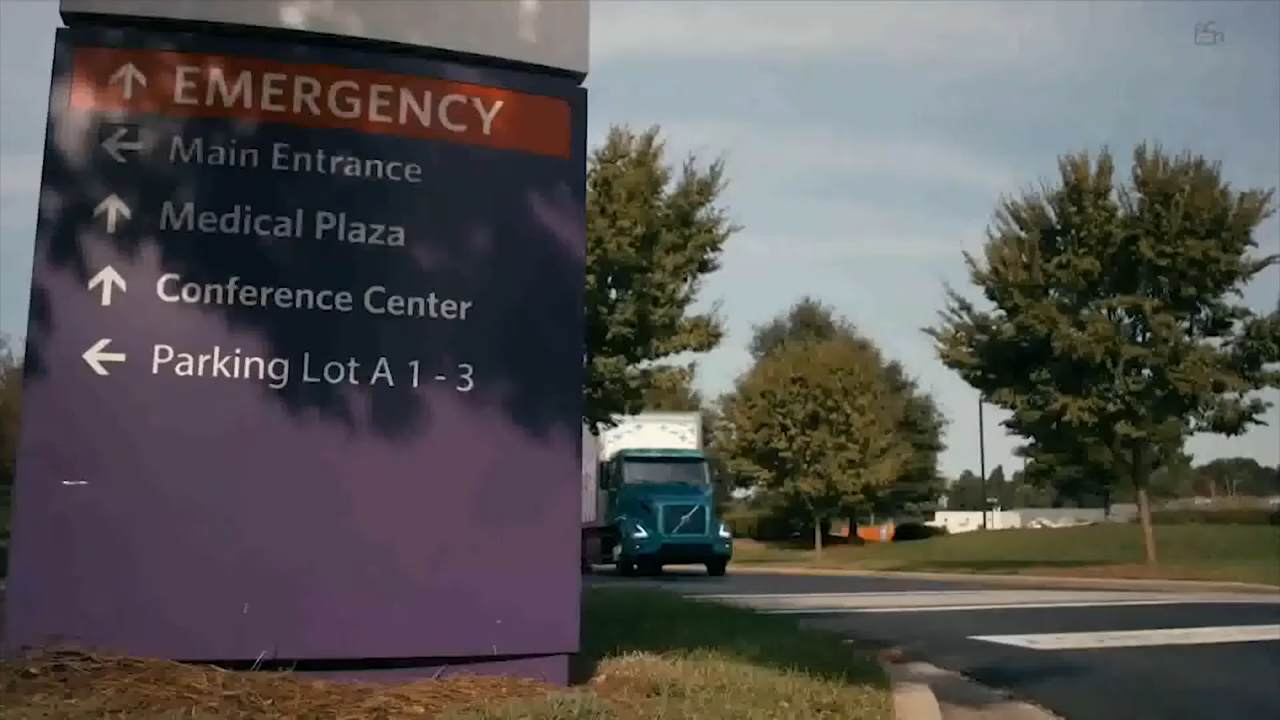 ↑ EMERGENCY
← Main Entrance
↑ Medical Plaza
↑ Conference Center
← Parking Lot A 1 - 3